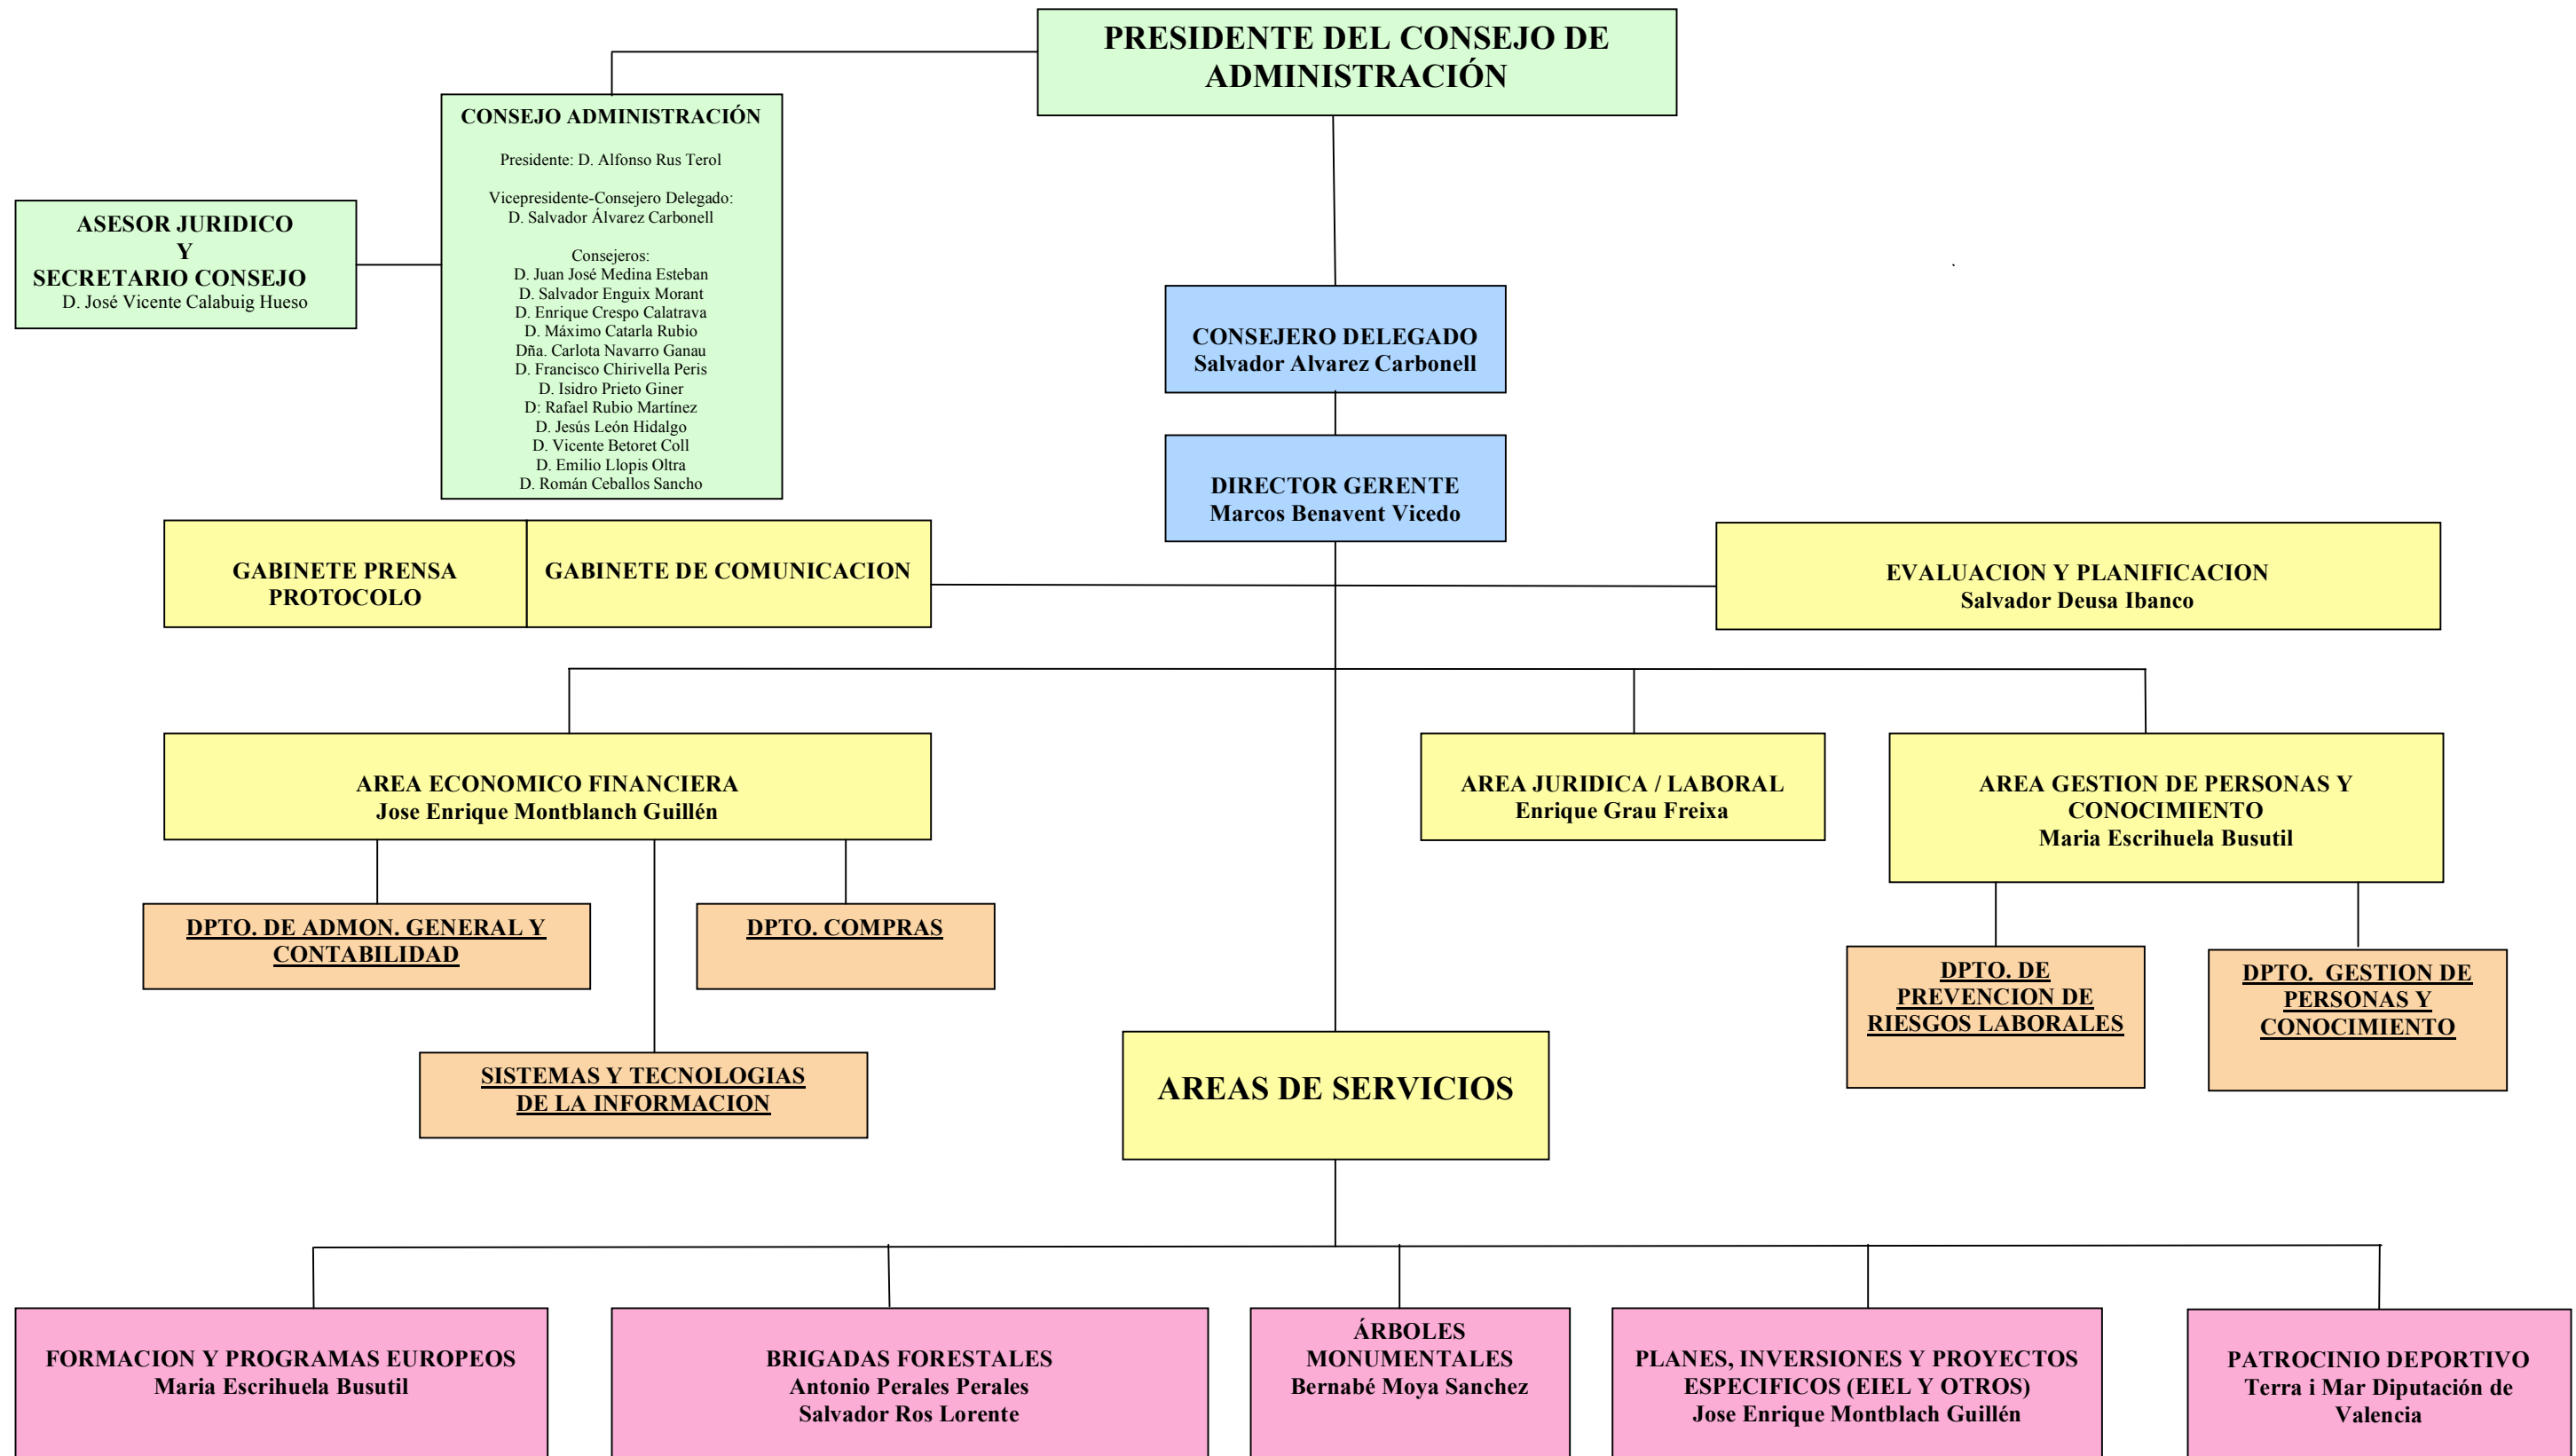 PRESIDENTE DEL CONSEJO DE
ADMINISTRACIÓN
CONSEJO ADMINISTRACIÓN
Presidente: D. Alfonso Rus Terol
Vicepresidente-Consejero Delegado:
D. Salvador Álvarez Carbonell
Consejeros:
D. Juan José Medina Esteban
D. Salvador Enguix Morant
D. Enrique Crespo Calatrava
D. Máximo Catarla Rubio
Dña. Carlota Navarro Ganau
D. Francisco Chirivella Peris
D. Isidro Prieto Giner
D: Rafael Rubio Martínez
D. Jesús León Hidalgo
D. Vicente Betoret Coll
D. Emilio Llopis Oltra
D. Román Ceballos Sancho
ASESOR JURIDICO
Y
SECRETARIO CONSEJO
D. José Vicente Calabuig Hueso
CONSEJERO DELEGADO
Salvador Alvarez Carbonell
DIRECTOR GERENTE
Marcos Benavent Vicedo
GABINETE PRENSA
PROTOCOLO
GABINETE DE COMUNICACION
EVALUACION Y PLANIFICACION
Salvador Deusa Ibanco
AREA ECONOMICO FINANCIERA
Jose Enrique Montblanch Guillén
AREA JURIDICA / LABORAL
Enrique Grau Freixa
AREA GESTION DE PERSONAS Y
CONOCIMIENTO
Maria Escrihuela Busutil
DPTO. DE ADMON. GENERAL Y
CONTABILIDAD
DPTO. COMPRAS
DPTO. DE
PREVENCION DE
RIESGOS LABORALES
DPTO. GESTION DE
PERSONAS Y
CONOCIMIENTO
SISTEMAS Y TECNOLOGIAS
DE LA INFORMACION
AREAS DE SERVICIOS
FORMACION Y PROGRAMAS EUROPEOS
Maria Escrihuela Busutil
BRIGADAS FORESTALES
Antonio Perales Perales
Salvador Ros Lorente
ÁRBOLES
MONUMENTALES
Bernabé Moya Sanchez
PLANES, INVERSIONES Y PROYECTOS
ESPECIFICOS (EIEL Y OTROS)
Jose Enrique Montblach Guillén
PATROCINIO DEPORTIVO
Terra i Mar Diputación de
Valencia